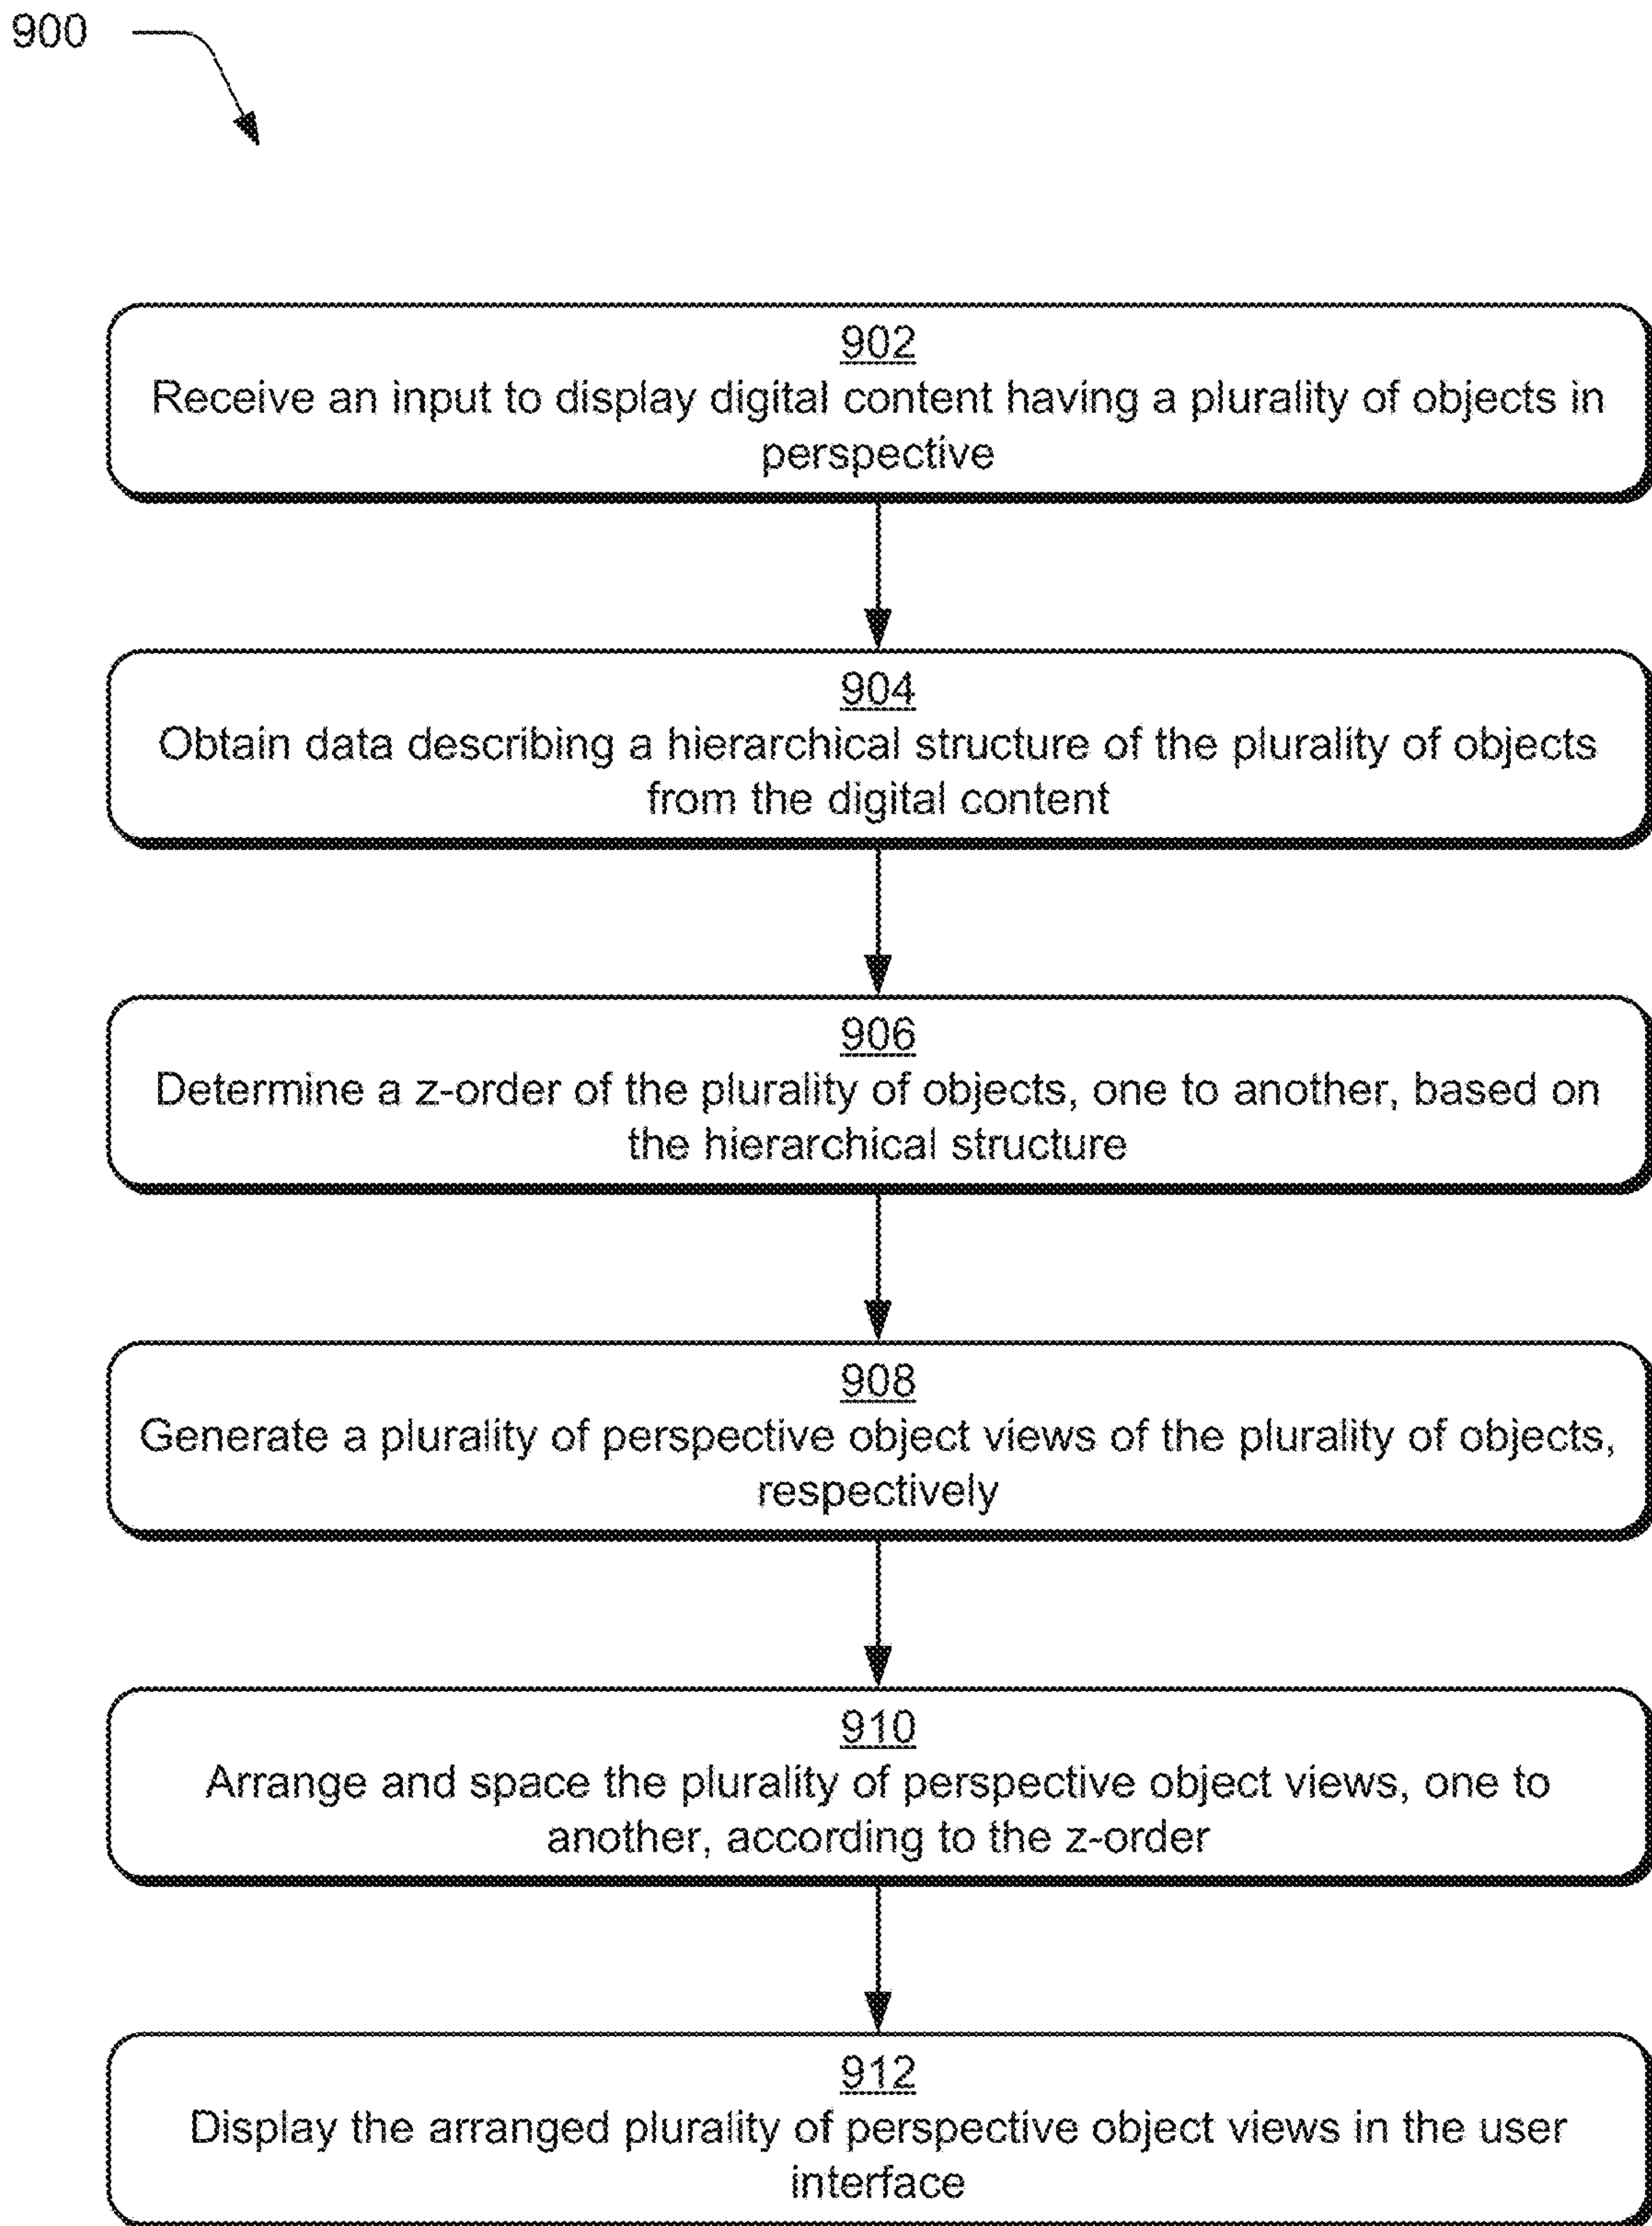 900
902
Receive an input to display digital content having a plurality of objects in
perspective
904
Obtain data describing a hierarchical structure of the plurality of objects
from the digital content
906
Determine a z-order of the plurality of objects, one to another, based on
the hierarchical structure
908
Generate a plurality of perspective object views of the plurality of objects,
respectively
910
Arrange and space the plurality of perspective object views, one to
another, according to the z-order
912
Display the arranged plurality of perspective object views in the user
interface